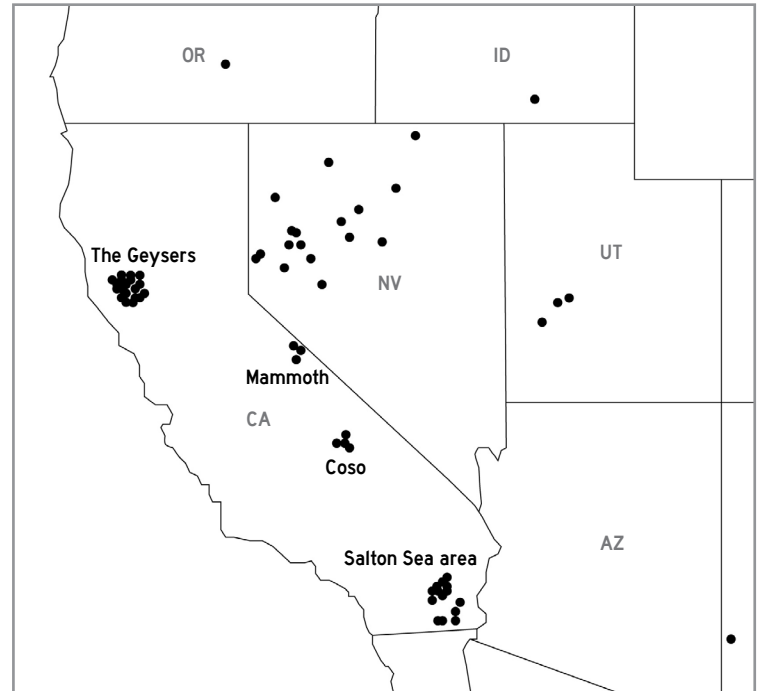 OR
ID
The Geysers
UT
NV
Mammoth
CA
Coso
Salton Sea area
AZ